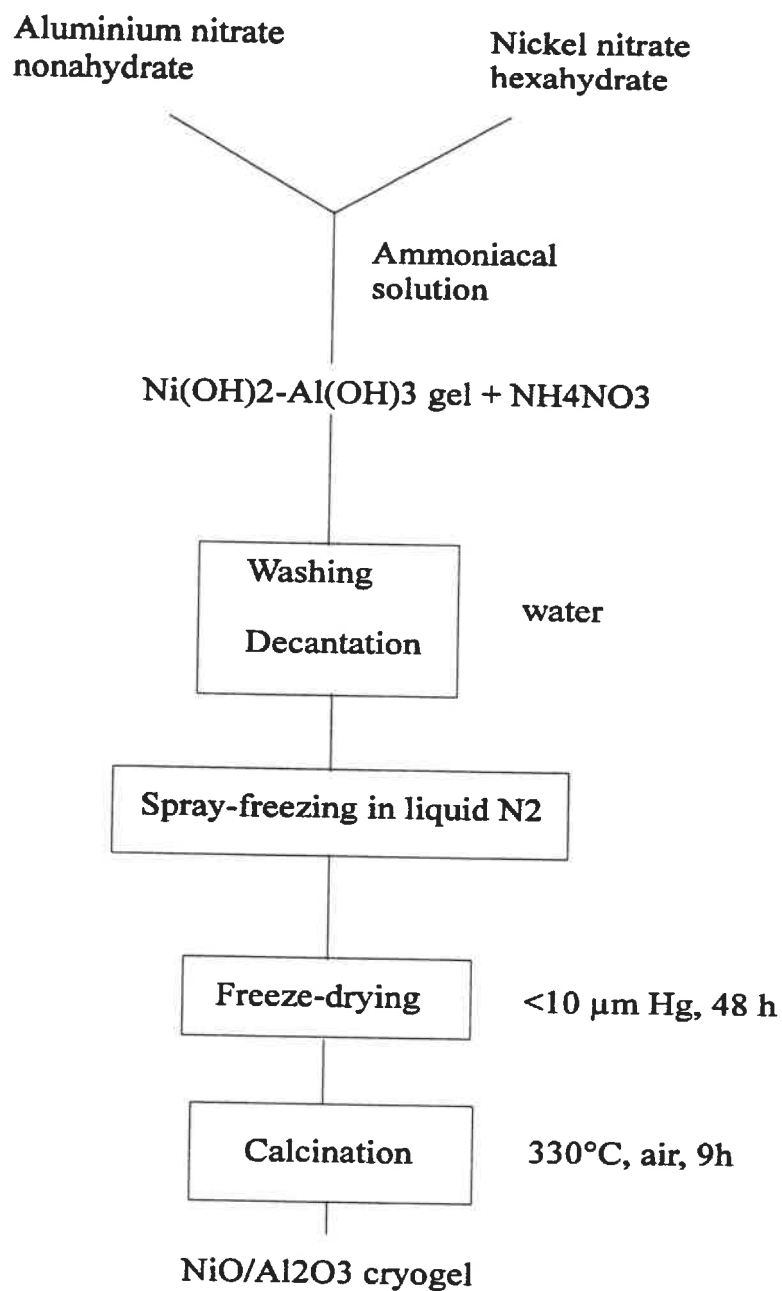 Aluminium nitrate
nonahydrate
Nickel nitrate
hexahydrate
Ammoniacal
solution
Ni(OH)2-Al(OH)3 gel + NH4NO3
Washing
Decantation
water
Spray-freezing in liquid N2
Freeze-drying
<10 μm Hg, 48 h
Calcination
330°C, air, 9h
NiO/Al2O3 cryogel